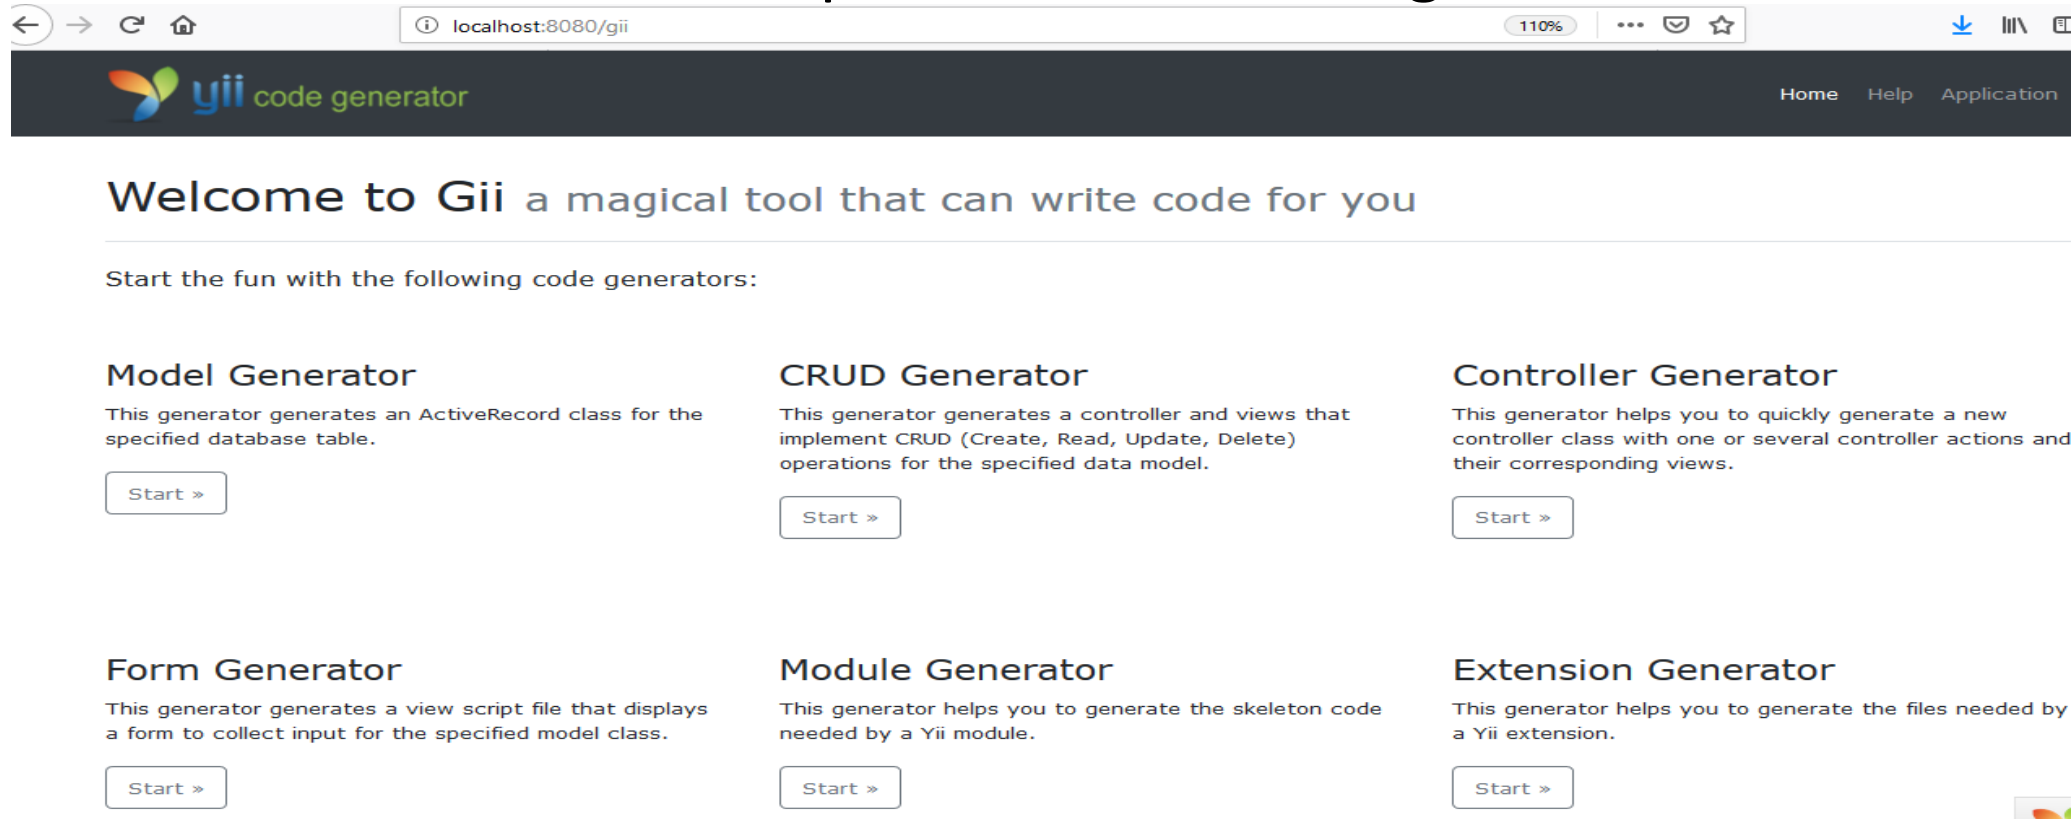 localhost:8080/gii
110%
yii code generator
Home Help Application
Welcome to Gii a magical tool that can write code for you
Start the fun with the following code generators:
Model Generator
This generator generates an ActiveRecord class for the
specified database table.
Start »
CRUD Generator
This generator generates a controller and views that
implement CRUD (Create, Read, Update, Delete)
operations for the specified data model.
Start »
Controller Generator
This generator helps you to quickly generate a new
controller class with one or several controller actions and
their corresponding views.
Start »
Form Generator
This generator generates a view script file that displays
a form to collect input for the specified model class.
Start »
Module Generator
This generator helps you to generate the skeleton code
needed by a Yii module.
Start »
Extension Generator
This generator helps you to generate the files needed by
a Yii extension.
Start »